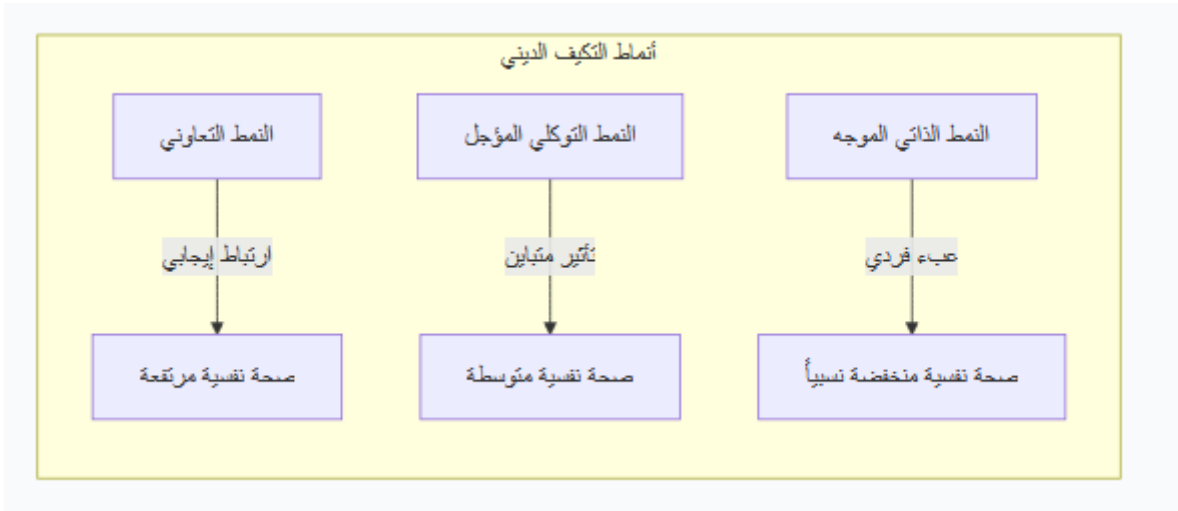 أنماط التكيف الديني
النمط الذاتي الموجه
النمط التوكلي المؤجل
النمط التعاوني
عبء فردي
تأثير متباين
ارتباط إيجابي
صحة نفسية منخفضة نسبياً
صحة نفسية متوسطة
صحة نفسية مرتفعة